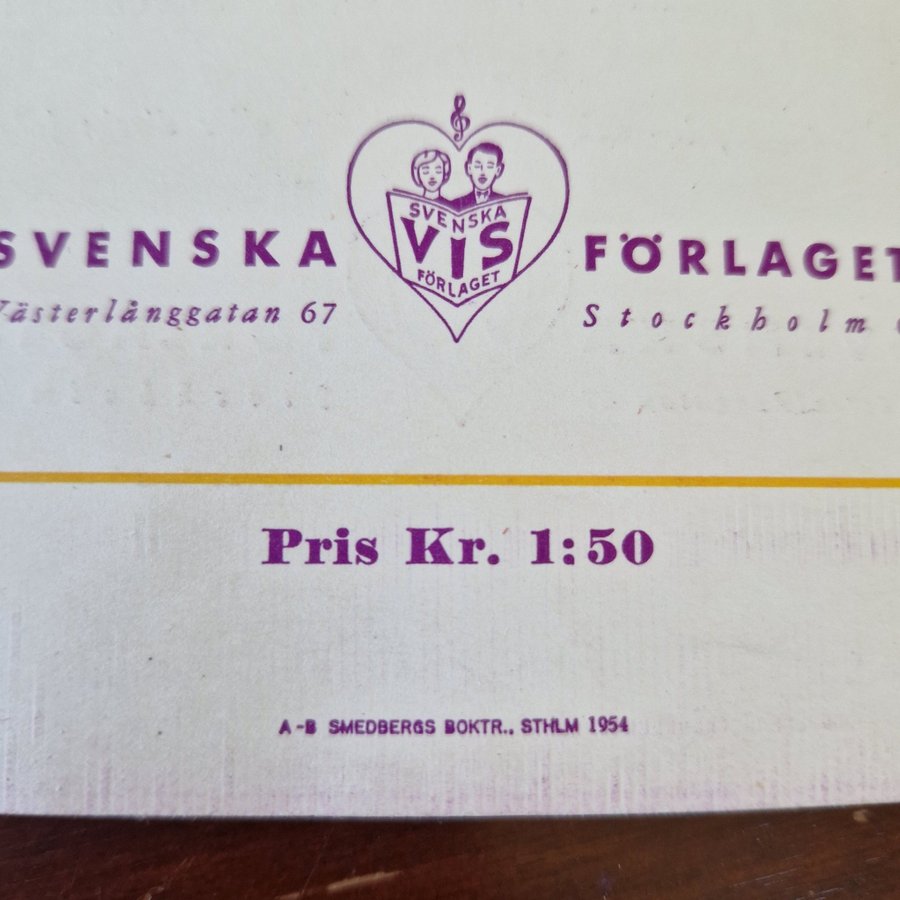 SVENSKA
VIS
FÖRLAGET
SVENSKA FÖRLAGET
Västerlånggatan 67 Stockholm
Pris Kr. 1:50
A-B SMEDBERGS BOKTR., STHLM 1954